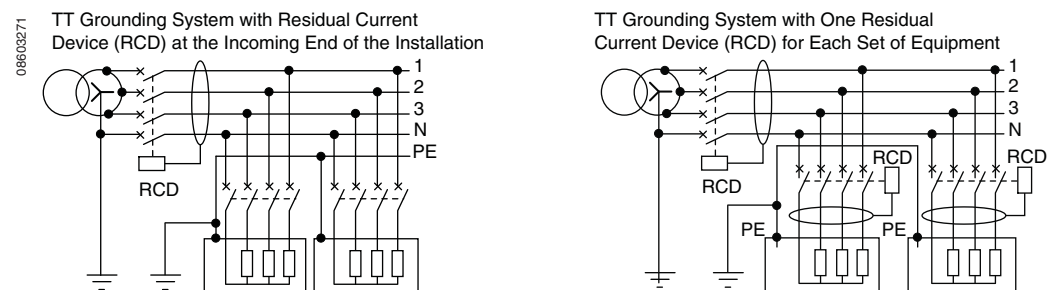 08603271
TT Grounding System with Residual Current
Device (RCD) at the Incoming End of the Installation
1
2
3
N
PE
RCD
TT Grounding System with One Residual
Current Device (RCD) for Each Set of Equipment
1
2
3
N
RCD
RCD
RCD
PE
PE